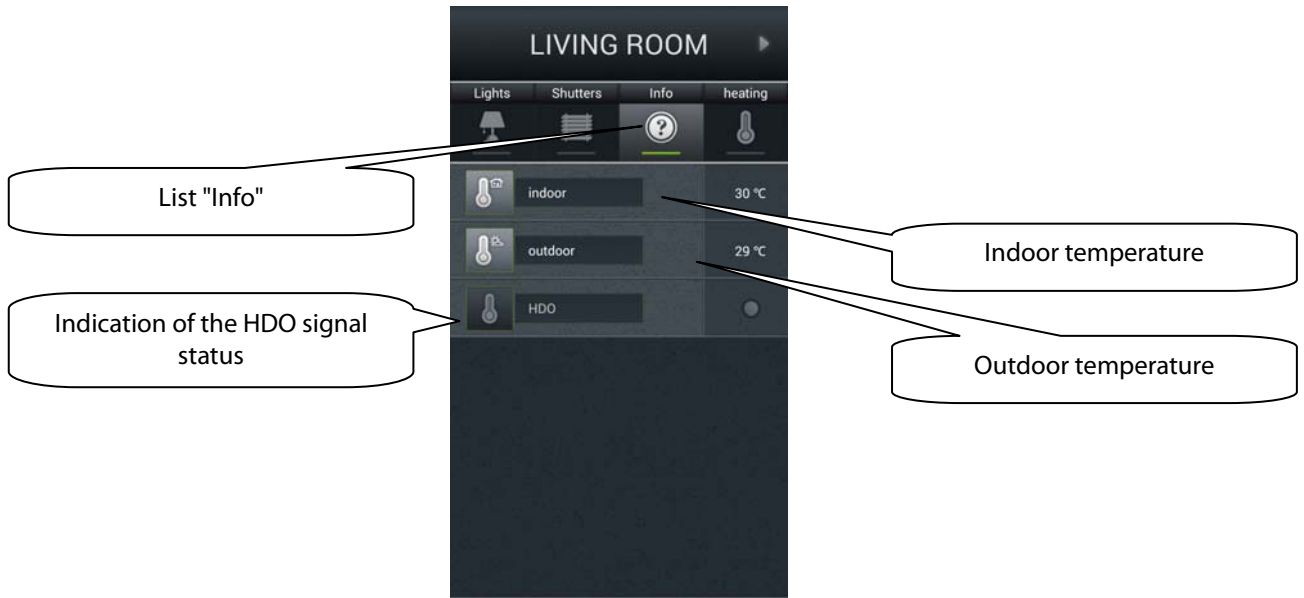 LIVING ROOM
Lights Shutters Info heating
List "Info"
indoor 30 °C
Indoor temperature
outdoor 29 °C
Indication of the HDO signal
status
HDO
Outdoor temperature